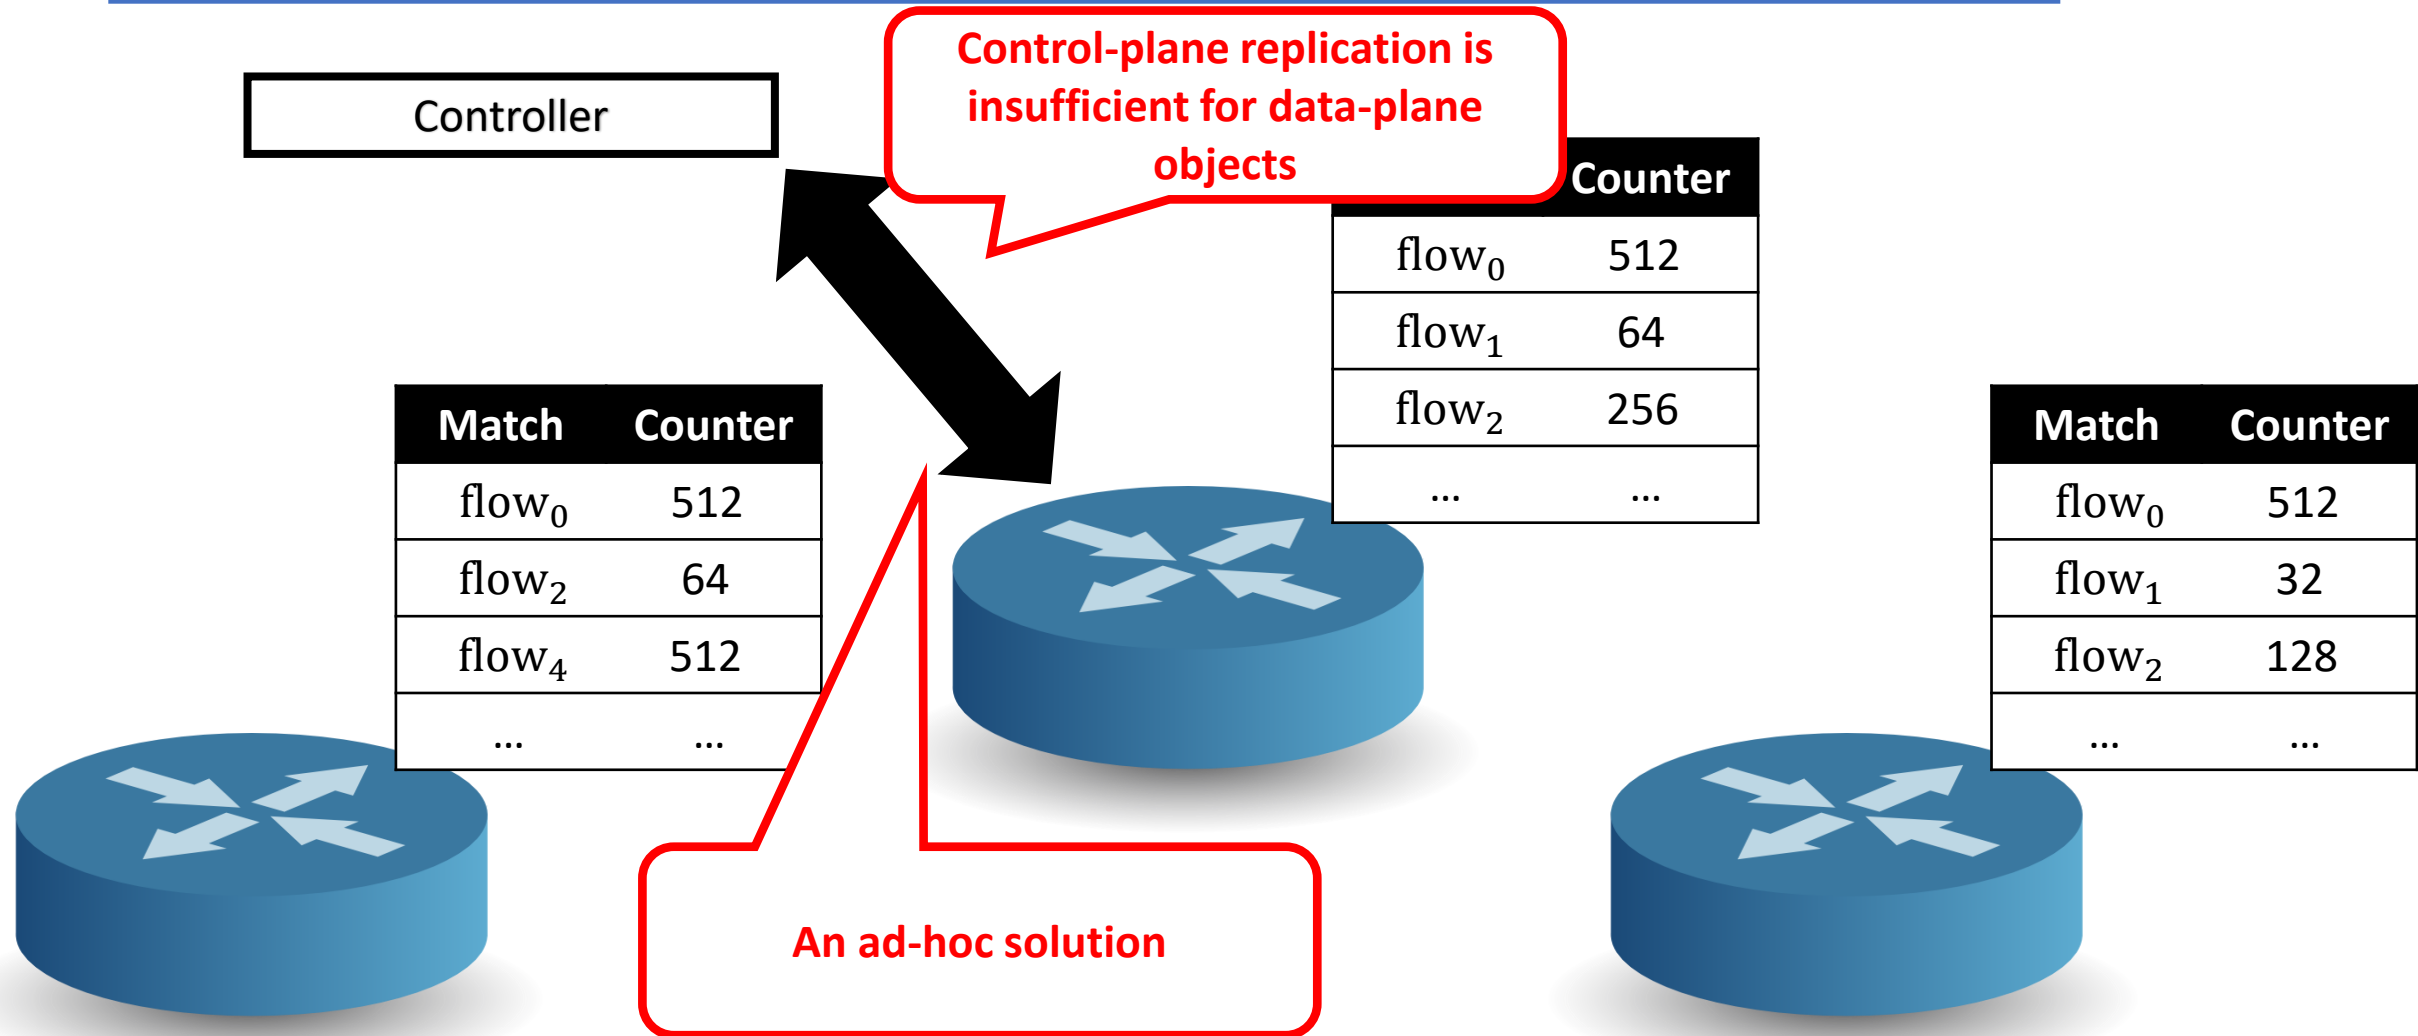 Control-plane replication is
insufficient for data-plane
objects
Controller
Counter
flow₀ 512
flow₁ 64
flow₂ 256
... ...
Match Counter
flow₀ 512
flow₂ 64
flow₄ 512
... ...
Match Counter
flow₀ 512
flow₁ 32
flow₂ 128
... ...
An ad-hoc solution